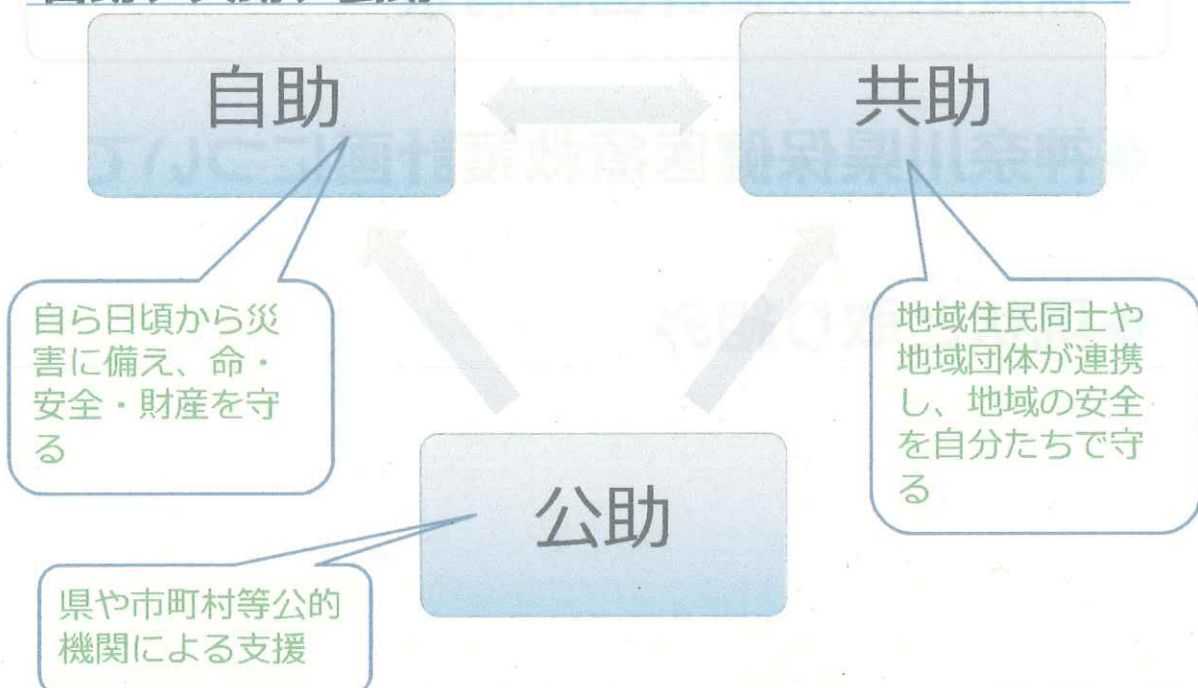 自助
共助
自ら日頃から災
害に備え、命・
安全・財産を守
る
地域住民同士や
地域団体が連携
し、地域の安全
を自分たちで守
る
公助
県や市町村等公的
機関による支援